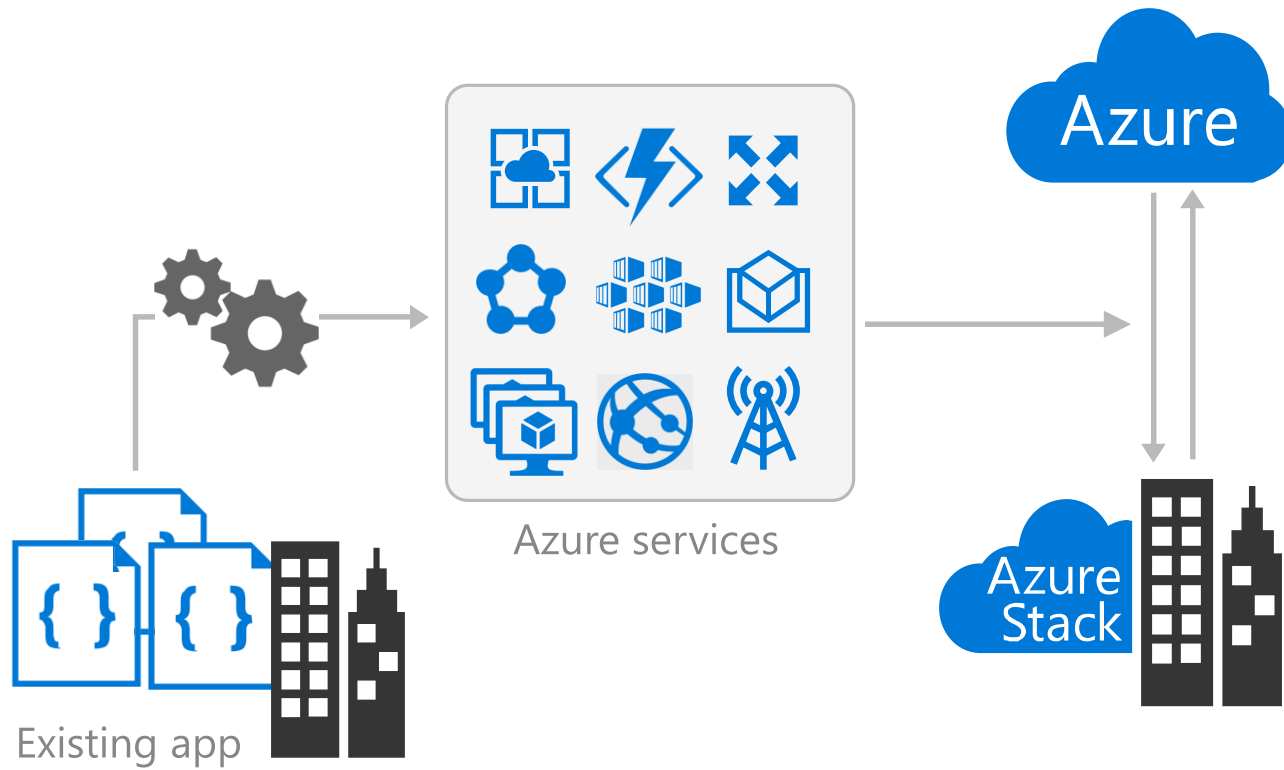 Azure
Azure services
Azure
Stack
{ }
{ }
Existing app